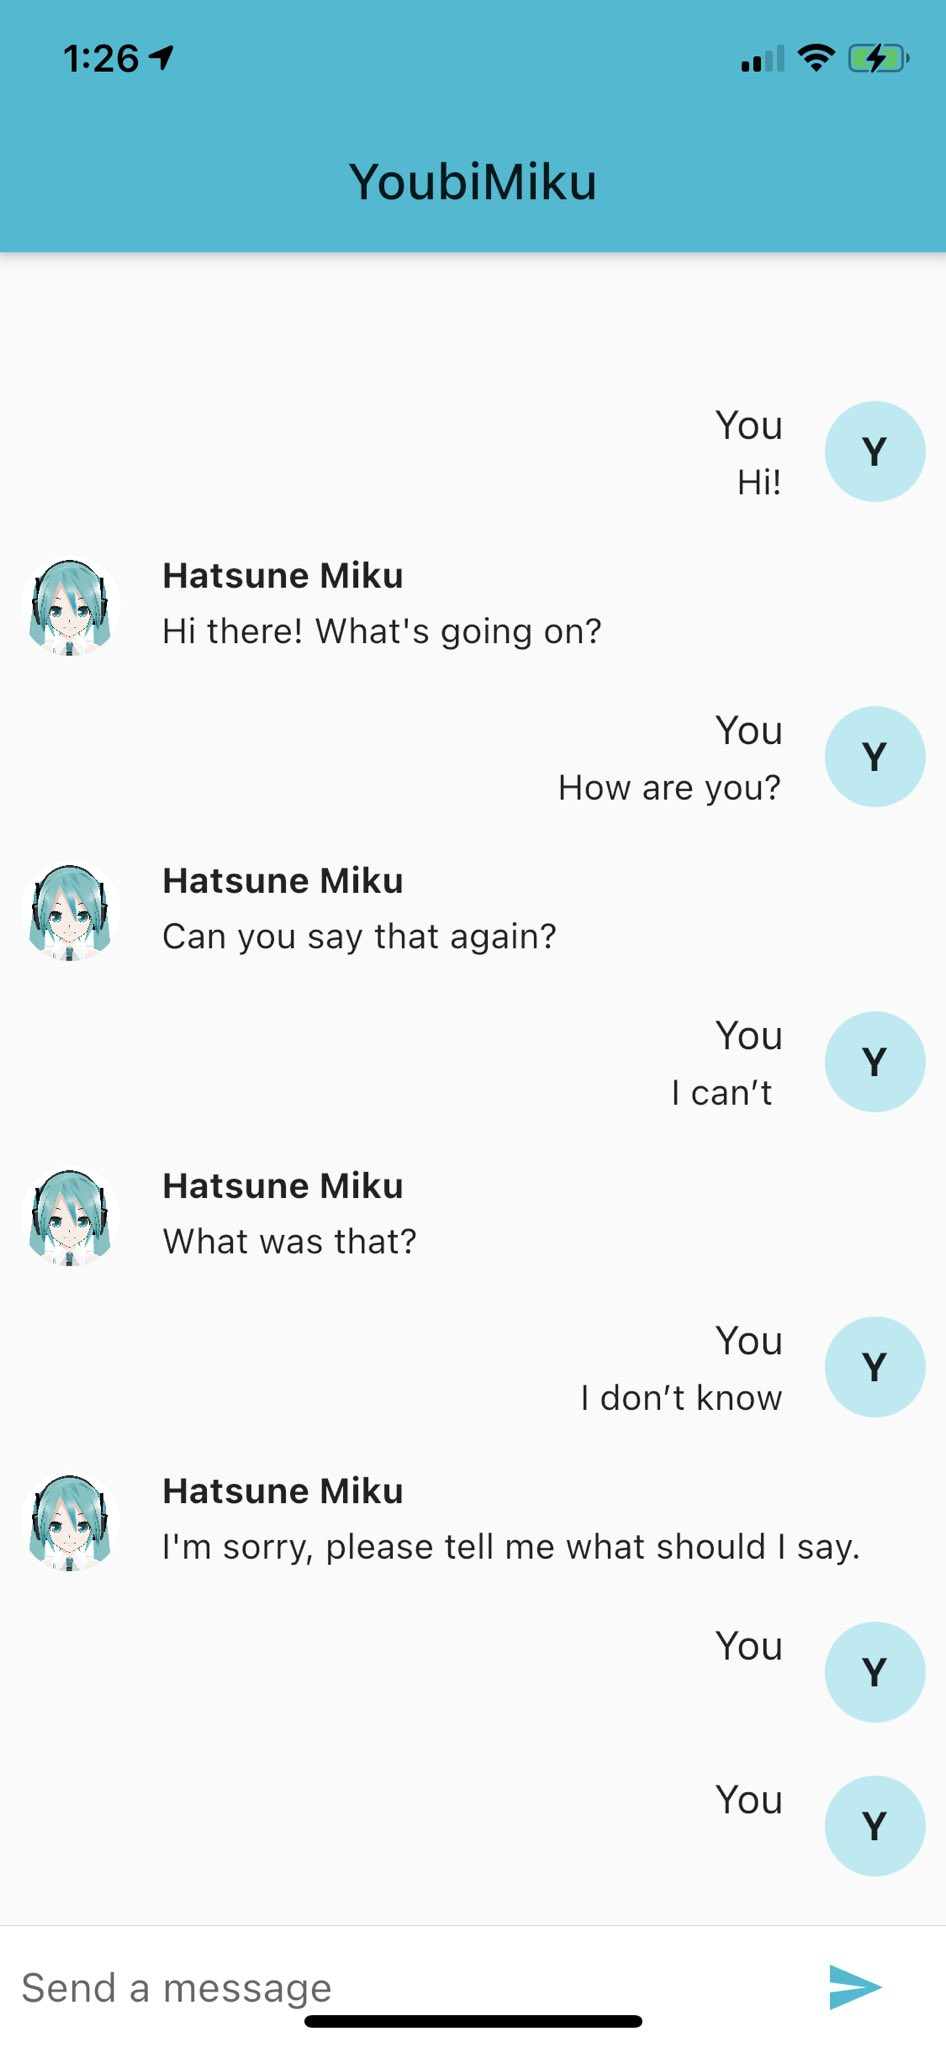 1:26
YoubiMiku
You
Y
Hi!
Hatsune Miku
Hi there! What's going on?
You
Y
How are you?
Hatsune Miku
Can you say that again?
You
Y
I can’t
Hatsune Miku
What was that?
You
Y
I don’t know
Hatsune Miku
I'm sorry, please tell me what should I say.
You
Y
You
Y
Send a message